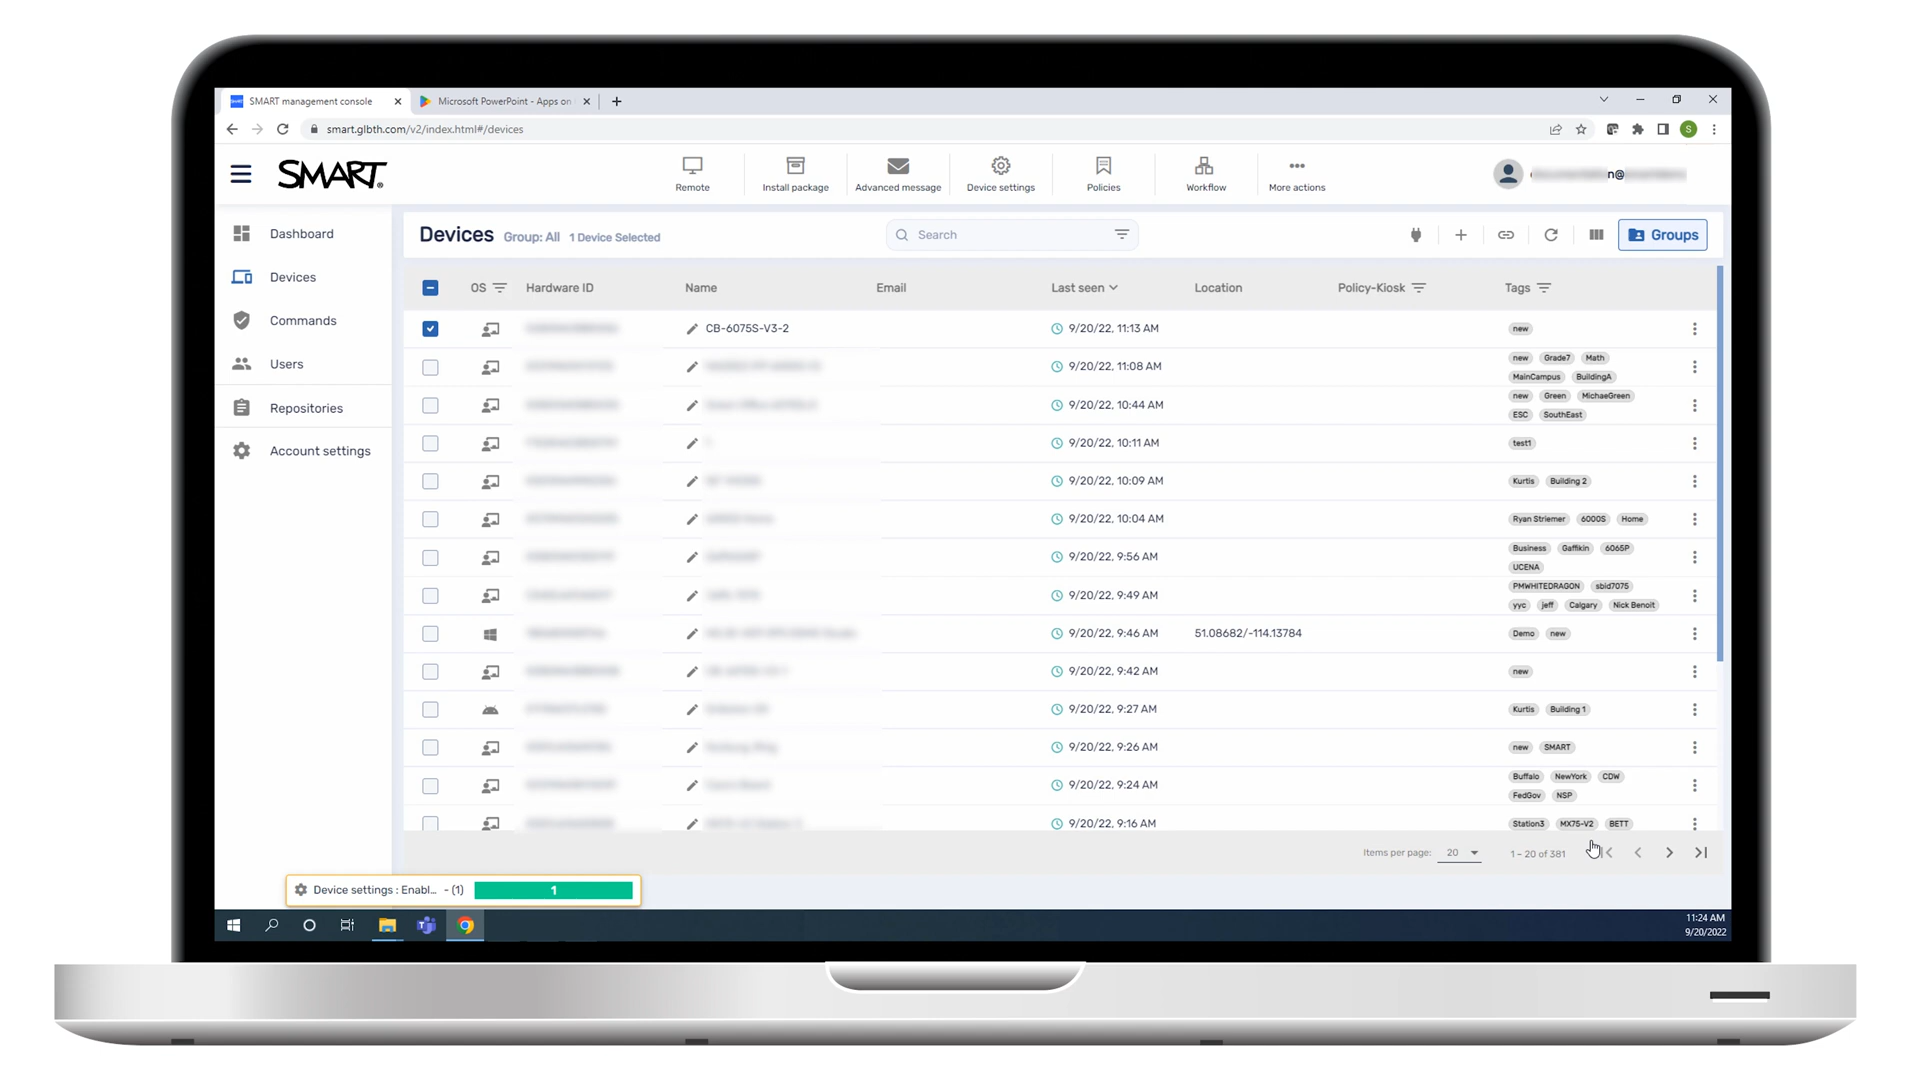 SMART management console
Microsoft PowerPoint - Apps on
smart.glbth.com/v2/index.html#/devices
S
SMART
Remote
Install package
Advanced message
Device settings
Policies
Workflow
More actions
Dashboard
Devices
Commands
Users
Repositories
Account settings
Devices Group: All 1 Device Selected
Search
Groups
OS Hardware ID Name Email Last seen Location Policy-Kiosk Tags
CB-6075S-V3-2 9/20/22, 11:13 AM new
9/20/22, 11:08 AM new Grade7 Math
MainCampus BuildingA
9/20/22, 10:44 AM new Green MichaeGreen
ESC SouthEast
9/20/22, 10:11 AM test1
9/20/22, 10:09 AM Kurtis Building 2
9/20/22, 10:04 AM Ryan Striemer 6000S Home
9/20/22, 9:56 AM Business Gaffikin 6065P
UCENA
9/20/22, 9:49 AM PMWHITEDRAGON sbid7075
yyc jeff Calgary Nick Benoit
9/20/22, 9:46 AM 51.08682/-114.13784 Demo new
9/20/22, 9:42 AM new
9/20/22, 9:27 AM Kurtis Building 1
9/20/22, 9:26 AM new SMART
9/20/22, 9:24 AM Buffalo NewYork CDW
FedGov NSP
9/20/22, 9:16 AM Station3 MX75-V2 BETT
Items per page: 20 1 – 20 of 381
Device settings : Enabl... - (1) 1
11:24 AM
9/20/2022